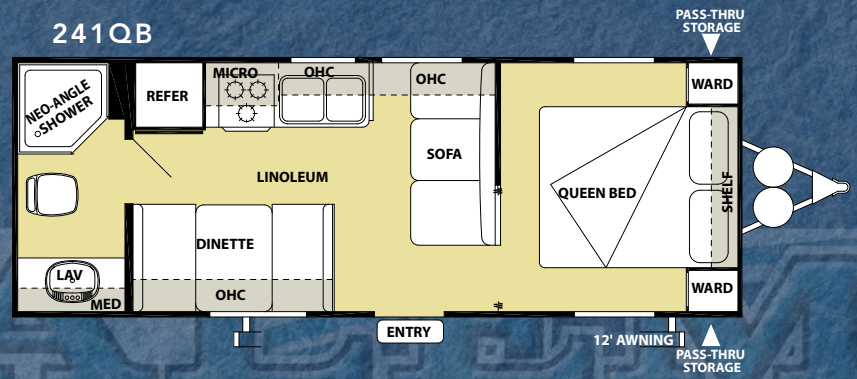 241QB
PASS-THRU
STORAGE
NEO-ANGLE
SHOWER
REFER
MICRO
OHC
OHC
WARD
SOFA
LINOLEUM
QUEEN BED
SHELF
DINETTE
LAV
MED
OHC
WARD
ENTRY
12' AWNING
PASS-THRU
STORAGE